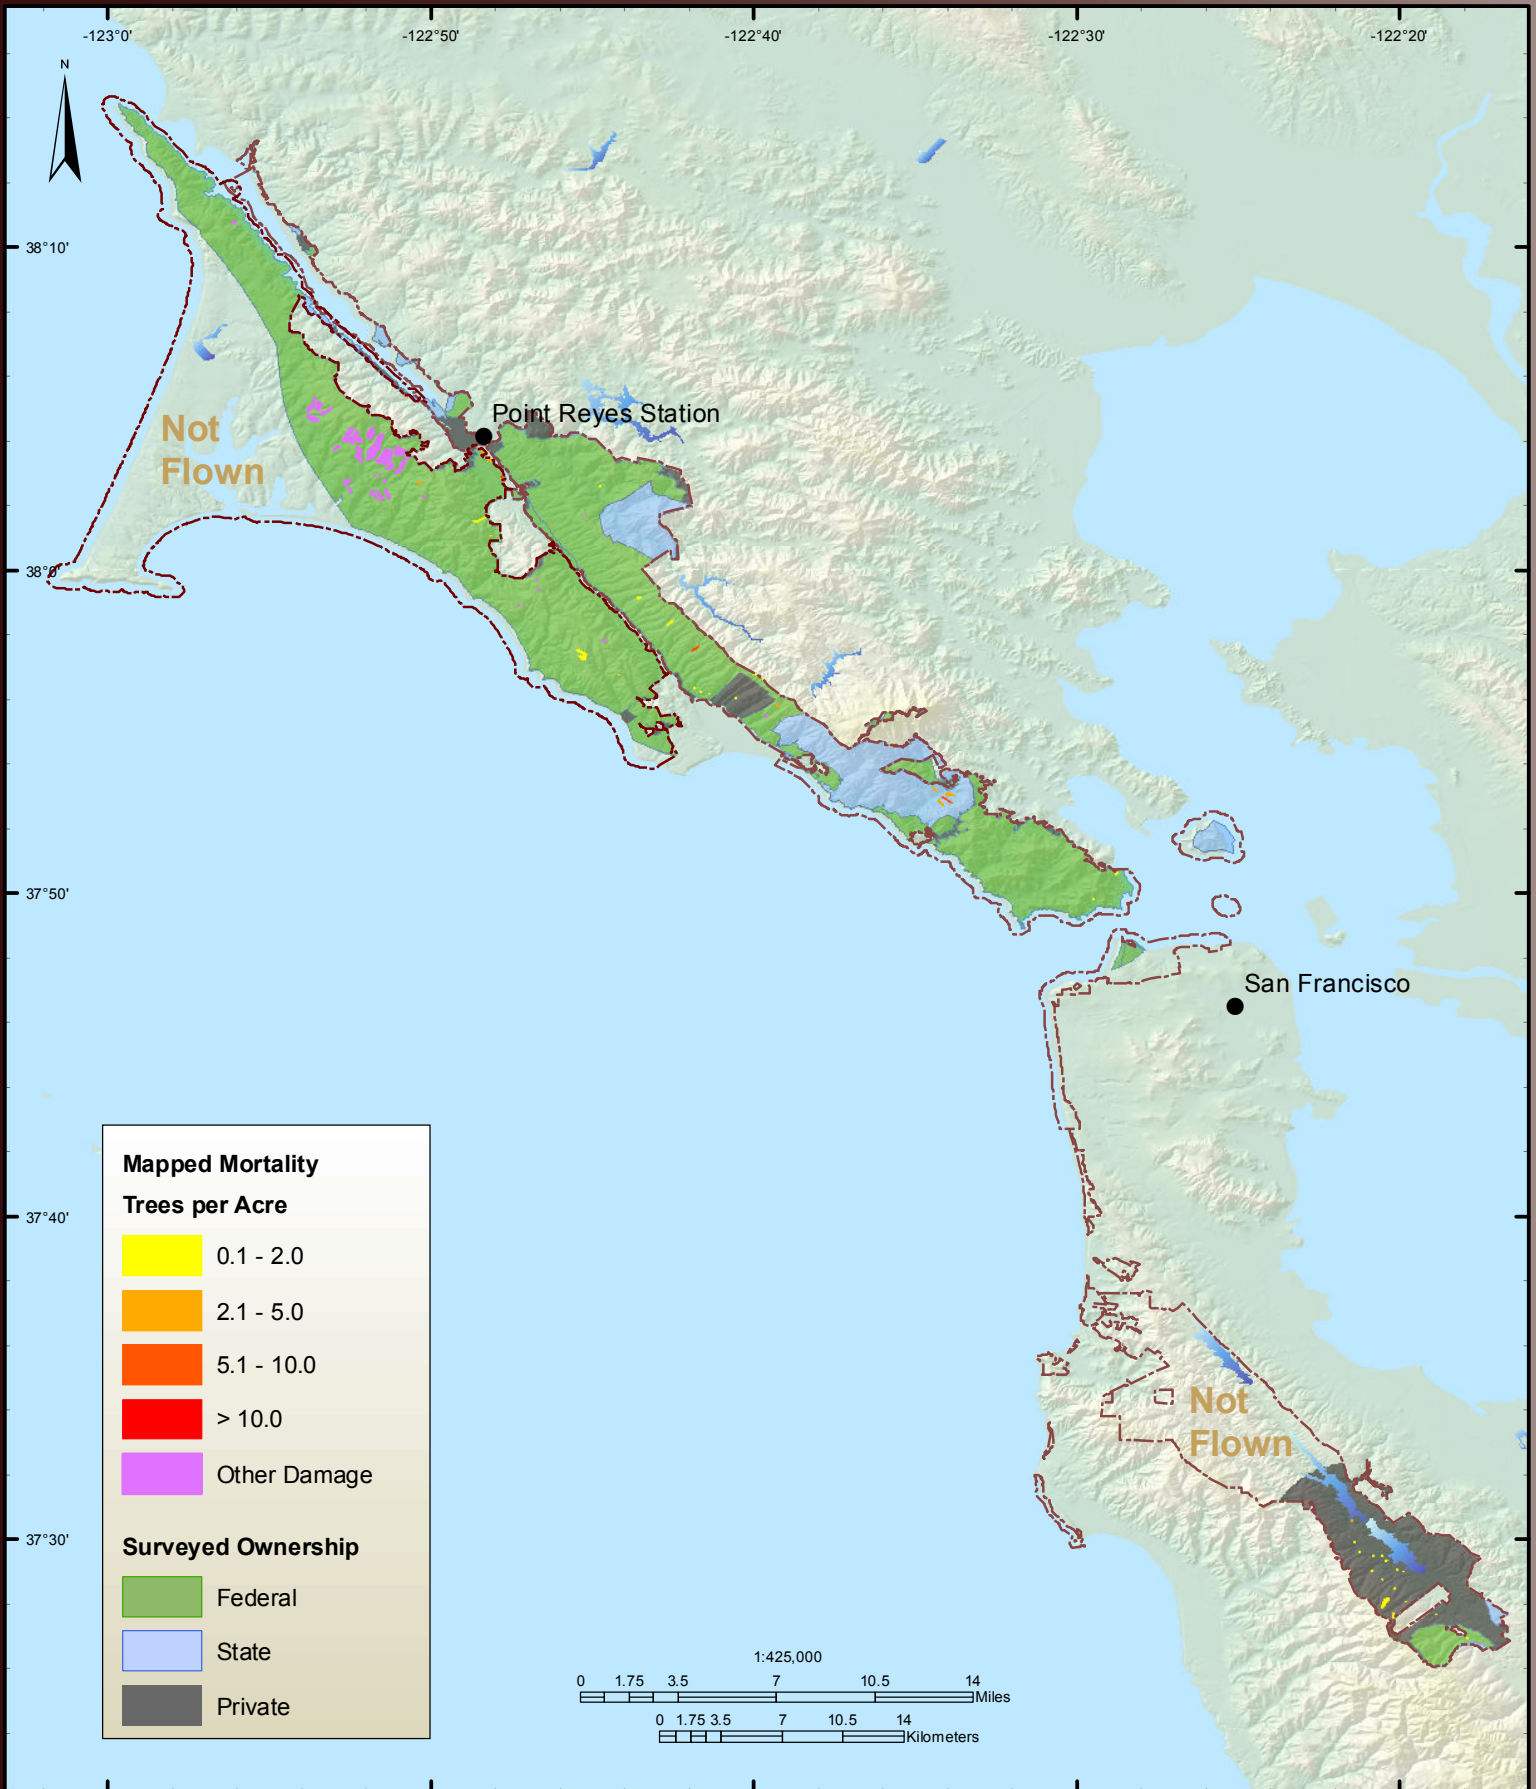 -123°0'
-122°50'
-122°40'
-122°30'
-122°20'
N
38°10'
Point Reyes Station
Not
Flown
38°0'
37°50'
San Francisco
Mapped Mortality
Trees per Acre
37°40'
0.1 - 2.0
2.1 - 5.0
5.1 - 10.0
> 10.0
Other Damage
Not
Flown
37°30'
Surveyed Ownership
Federal
State
Private
1:425,000
0 1.75 3.5 7 10.5 14
Miles
0 1.75 3.5 7 10.5 14
Kilometers